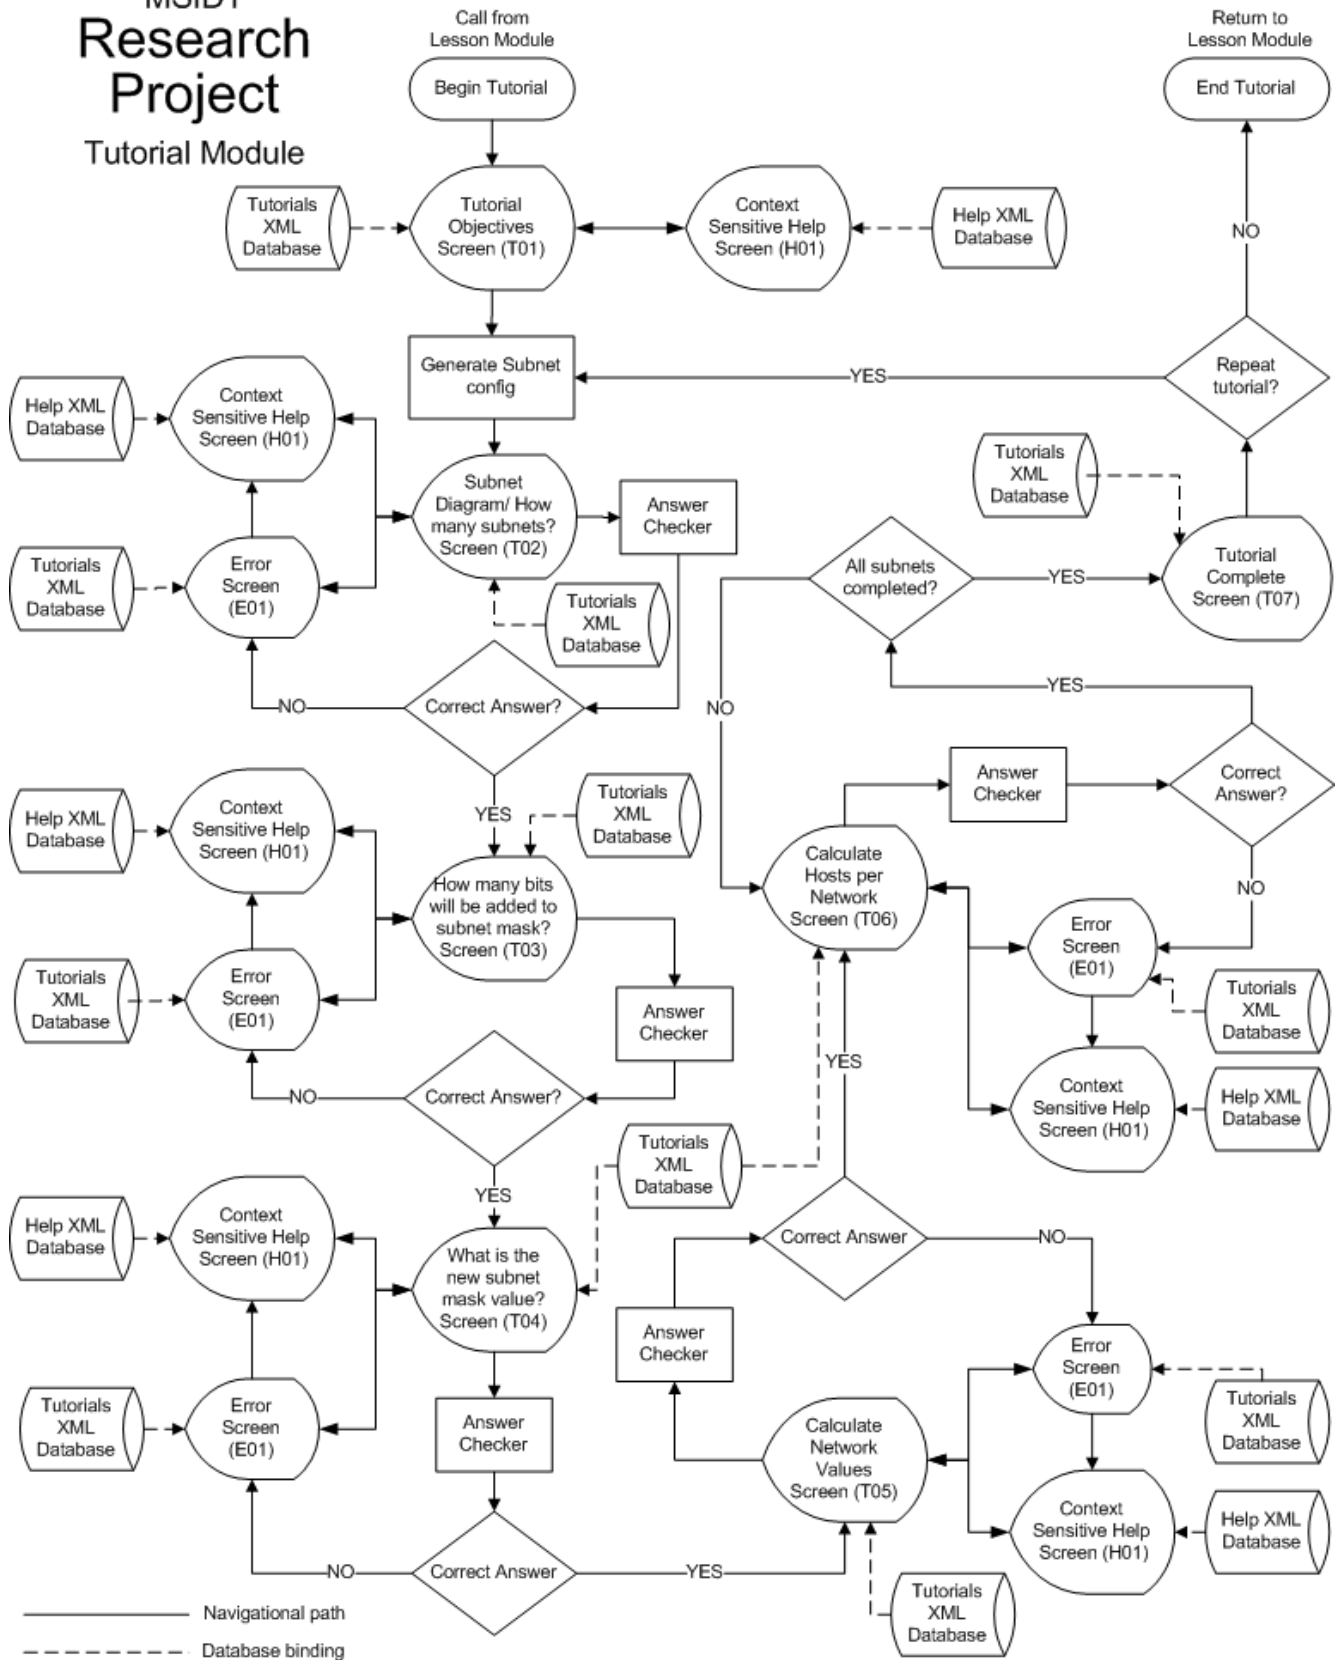 MSIDT
Research
Project
Tutorial Module
Call from
Lesson Module
Begin Tutorial
Return to
Lesson Module
End Tutorial
Tutorials
XML
Database
Tutorial
Objectives
Screen (T01)
Context
Sensitive Help
Screen (H01)
Help XML
Database
NO
Generate Subnet
config
YES
Repeat
tutorial?
Help XML
Database
Context
Sensitive Help
Screen (H01)
Subnet
Diagram/ How
many subnets?
Screen (T02)
Answer
Checker
Tutorials
XML
Database
Tutorials
XML
Database
Error
Screen
(E01)
Tutorials
XML
Database
All subnets
completed?
YES
Tutorial
Complete
Screen (T07)
NO
Correct Answer?
NO
YES
YES
Tutorials
XML
Database
Help XML
Database
Context
Sensitive Help
Screen (H01)
How many bits
will be added to
subnet mask?
Screen (T03)
Answer
Checker
Correct
Answer?
Calculate
Hosts per
Network
Screen (T06)
NO
Error
Screen
(E01)
Tutorials
XML
Database
Tutorials
XML
Database
Error
Screen
(E01)
Answer
Checker
NO
Correct Answer?
YES
Context
Sensitive Help
Screen (H01)
Help XML
Database
Tutorials
XML
Database
YES
Help XML
Database
Context
Sensitive Help
Screen (H01)
What is the
new subnet
mask value?
Screen (T04)
Correct Answer
NO
Answer
Checker
Error
Screen
(E01)
Tutorials
XML
Database
Tutorials
XML
Database
Error
Screen
(E01)
Answer
Checker
Calculate
Network
Values
Screen (T05)
Context
Sensitive Help
Screen (H01)
Help XML
Database
NO
Correct Answer
YES
Tutorials
XML
Database
Navigational path
Database binding